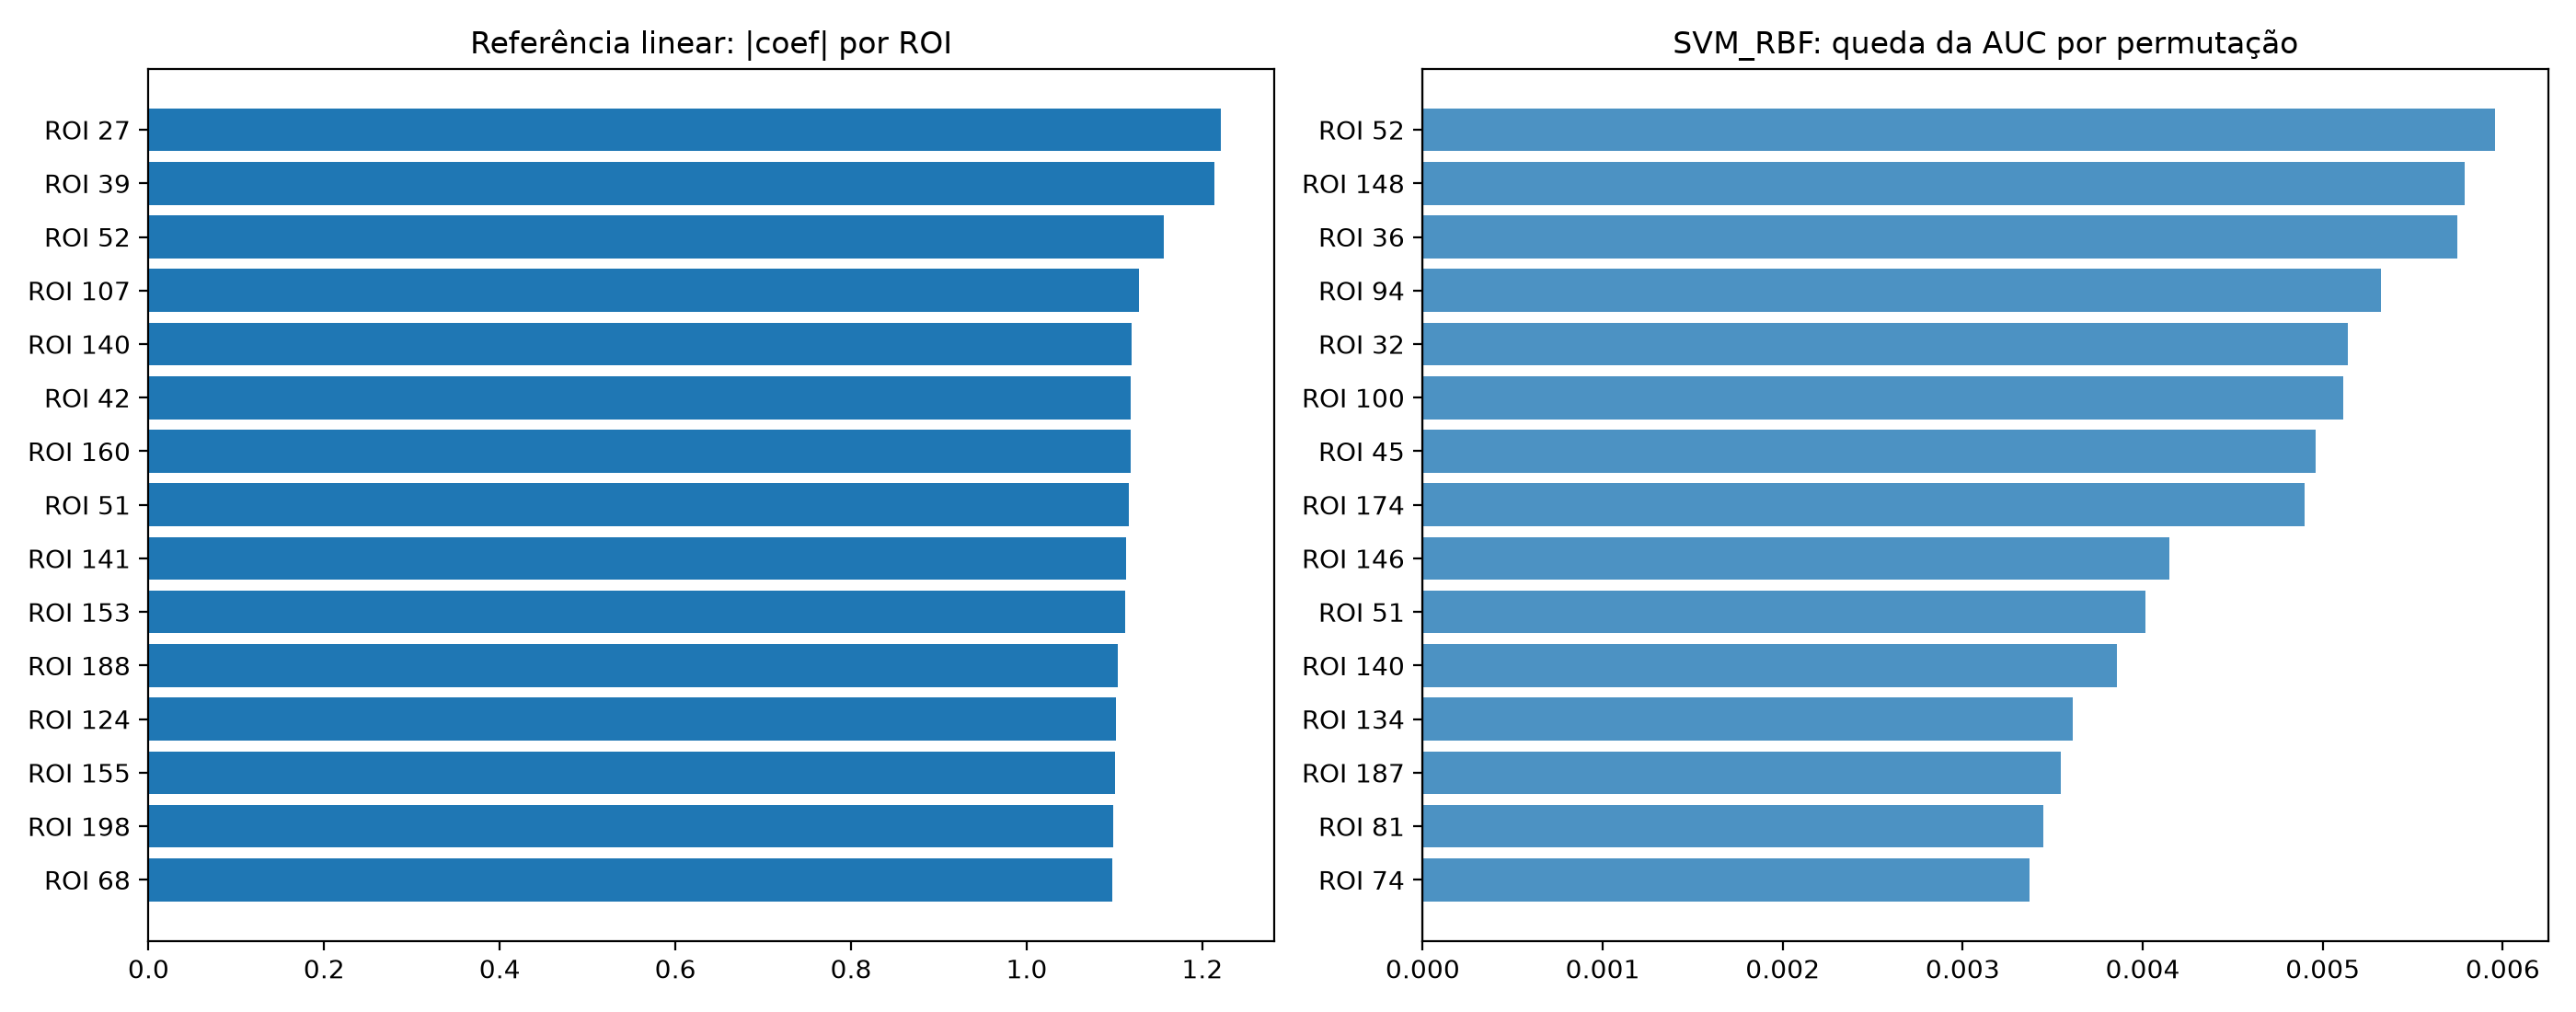 Referência linear: |coef| por ROI
ROI 27
ROI 39
ROI 52
ROI 107
ROI 140
ROI 42
ROI 160
ROI 51
ROI 141
ROI 153
ROI 188
ROI 124
ROI 155
ROI 198
ROI 68
0.0 0.2 0.4 0.6 0.8 1.0 1.2
SVM_RBF: queda da AUC por permutação
ROI 52
ROI 148
ROI 36
ROI 94
ROI 32
ROI 100
ROI 45
ROI 174
ROI 146
ROI 51
ROI 140
ROI 134
ROI 187
ROI 81
ROI 74
0.000 0.001 0.002 0.003 0.004 0.005 0.006